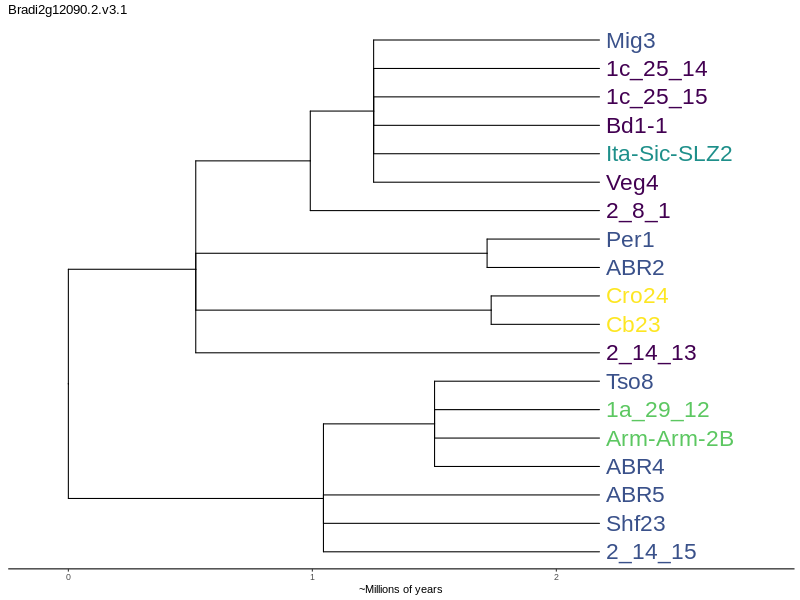 Bradi2g12090.2.v3.1
Mig3
1c_25_14
1c_25_15
Bd1-1
Ita-Sic-SLZ2
Veg4
2_8_1
Per1
ABR2
Cro24
Cb23
2_14_13
Tso8
1a_29_12
Arm-Arm-2B
ABR4
ABR5
Shf23
2_14_15
0 1 2
~Millions of years